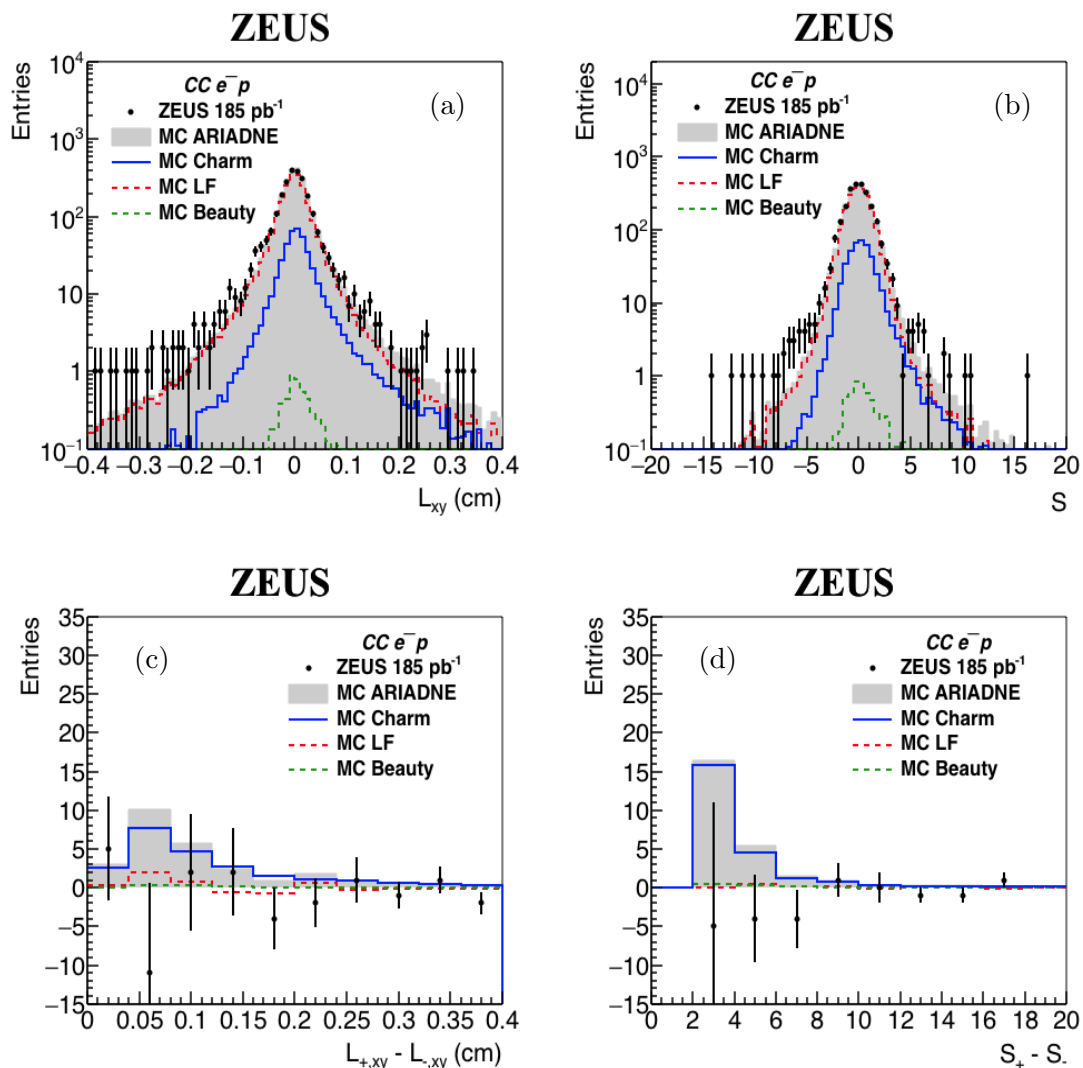 ZEUS
Entries
10⁴
10³
10²
10
1
10⁻¹
CC e⁻p
ZEUS 185 pb⁻¹
MC ARIADNE
MC Charm
MC LF
MC Beauty
(a)
−0.4 −0.3 −0.2 −0.1 0 0.1 0.2 0.3 0.4
L_xy (cm)
ZEUS
Entries
10⁴
10³
10²
10
1
10⁻¹
CC e⁻p
ZEUS 185 pb⁻¹
MC ARIADNE
MC Charm
MC LF
MC Beauty
(b)
−20 −15 −10 −5 0 5 10 15 20
S
ZEUS
Entries
35
30
25
20
15
10
5
0
−5
−10
−15
(c)
CC e⁻p
ZEUS 185 pb⁻¹
MC ARIADNE
MC Charm
MC LF
MC Beauty
0 0.05 0.1 0.15 0.2 0.25 0.3 0.35 0.4
L_+,xy - L_-,xy (cm)
ZEUS
Entries
35
30
25
20
15
10
5
0
−5
−10
−15
(d)
CC e⁻p
ZEUS 185 pb⁻¹
MC ARIADNE
MC Charm
MC LF
MC Beauty
0 2 4 6 8 10 12 14 16 18 20
S₊ - S₋